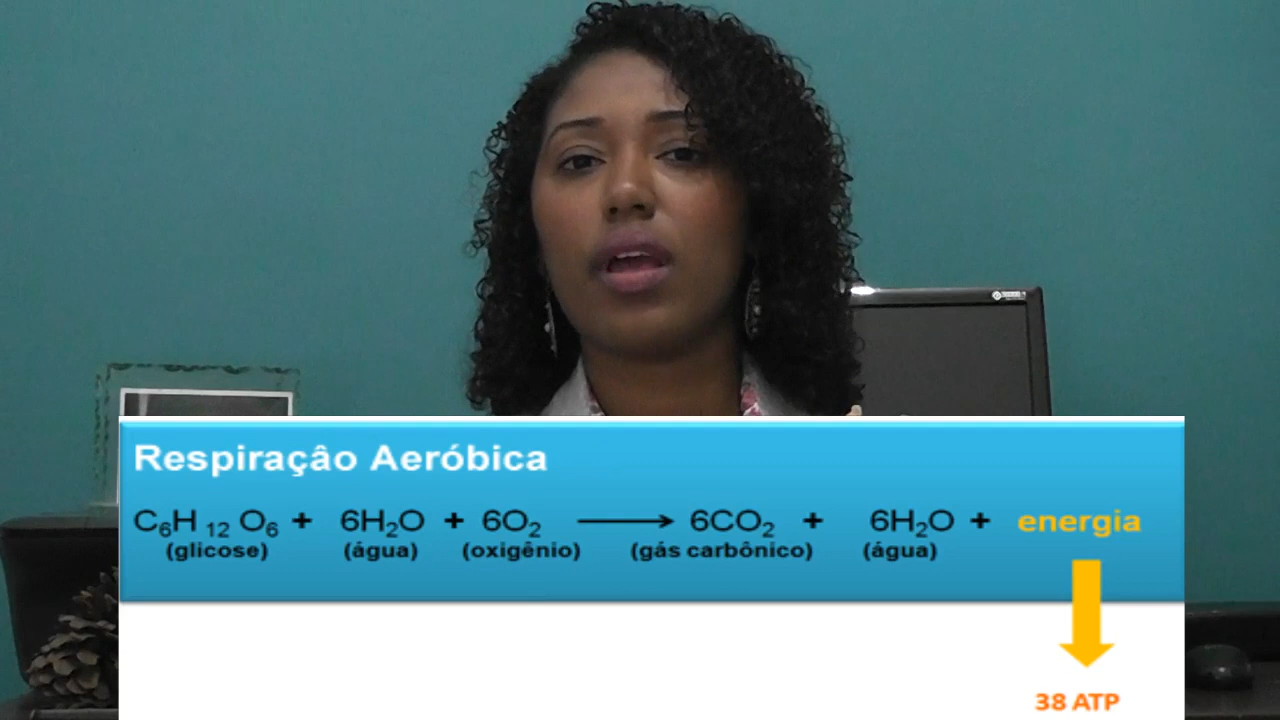 Respiraçâo Aeróbica
C₆H ₁₂ O₆ + 6H₂O + 6O₂ ⟶ 6CO₂ + 6H₂O + energia
(glicose) (água) (oxigênio) (gás carbônico) (água)
38 ATP